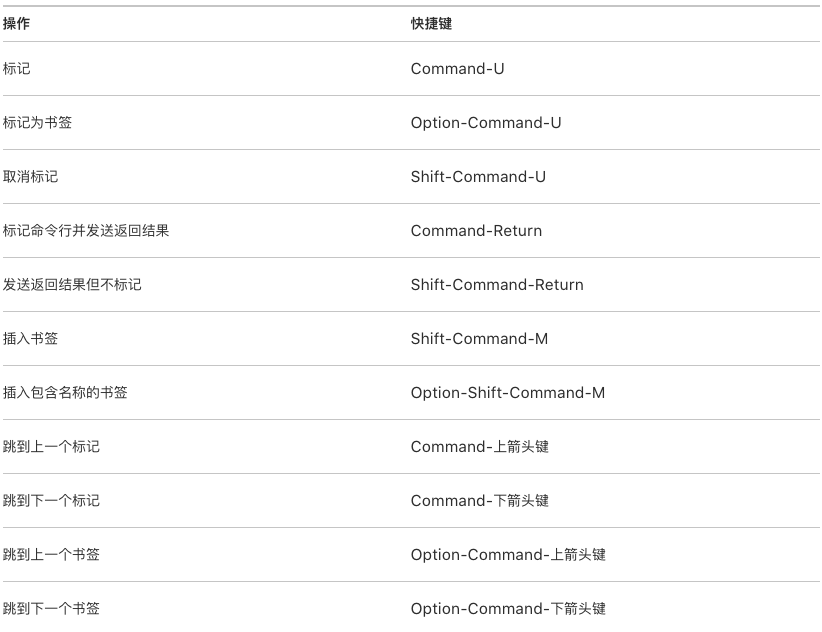 操作 快捷键
标记 Command-U
标记为书签 Option-Command-U
取消标记 Shift-Command-U
标记命令行并发送返回结果 Command-Return
发送返回结果但不标记 Shift-Command-Return
插入书签 Shift-Command-M
插入包含名称的书签 Option-Shift-Command-M
跳到上一个标记 Command-上箭头键
跳到下一个标记 Command-下箭头键
跳到上一个书签 Option-Command-上箭头键
跳到下一个书签 Option-Command-下箭头键